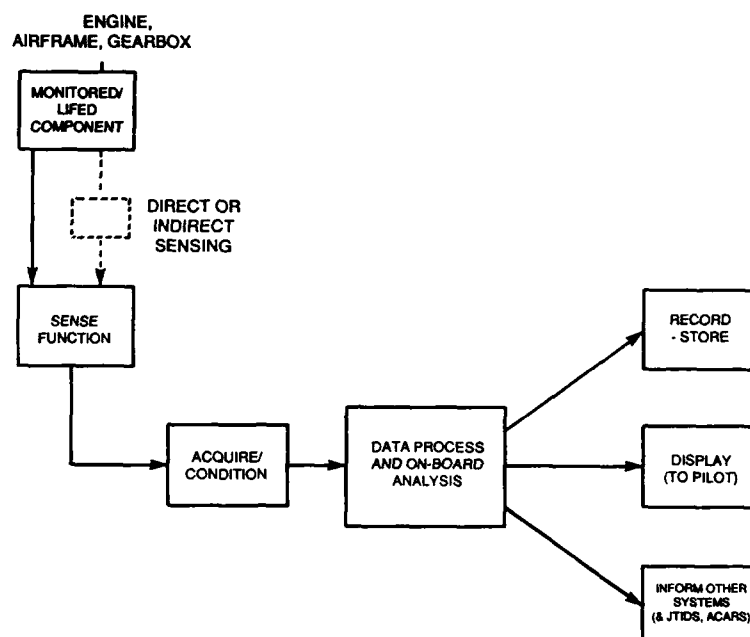 ENGINE,
AIRFRAME, GEARBOX
MONITORED/
LIFED
COMPONENT
DIRECT OR
INDIRECT
SENSING
SENSE
FUNCTION
ACQUIRE/
CONDITION
DATA PROCESS
AND ON-BOARD
ANALYSIS
RECORD
- STORE
DISPLAY
(TO PILOT)
INFORM OTHER
SYSTEMS
(& JTIDS, ACARS)